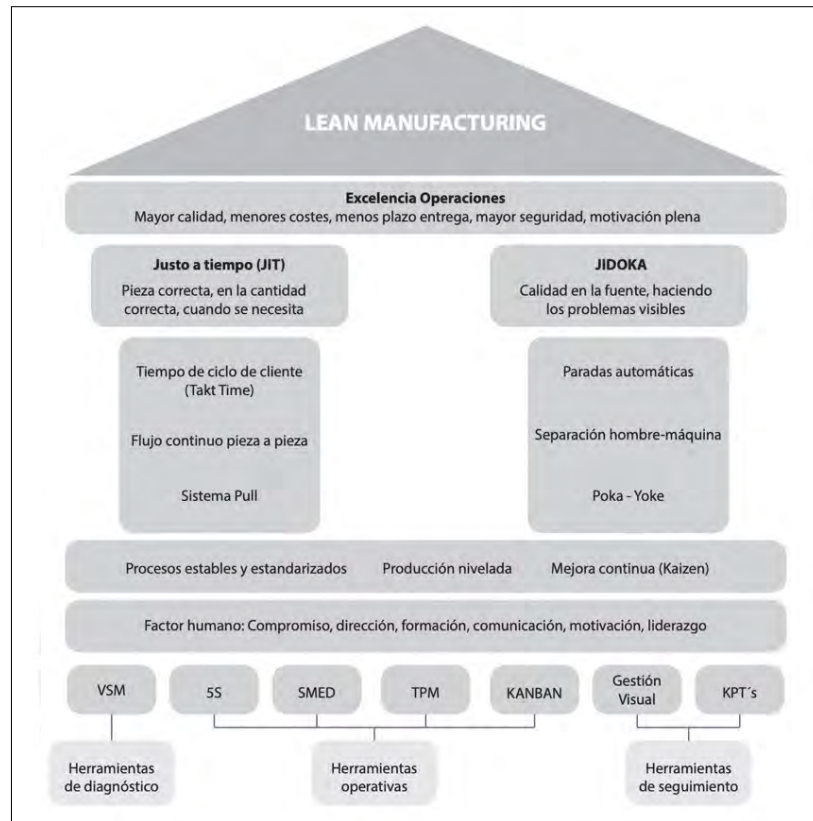 LEAN MANUFACTURING
Excelencia Operaciones
Mayor calidad, menores costes, menos plazo entrega, mayor seguridad, motivación plena
Justo a tiempo (JIT)
Pieza correcta, en la cantidad
correcta, cuando se necesita
JIDOKA
Calidad en la fuente, haciendo
los problemas visibles
Tiempo de ciclo de cliente
(Takt Time)
Flujo continuo pieza a pieza
Sistema Pull
Paradas automáticas
Separación hombre-máquina
Poka - Yoke
Procesos estables y estandarizados Producción nivelada Mejora continua (Kaizen)
Factor humano: Compromiso, dirección, formación, comunicación, motivación, liderazgo
VSM
5S
SMED
TPM
KANBAN
Gestión
Visual
KPT´s
Herramientas
de diagnóstico
Herramientas
operativas
Herramientas
de seguimiento